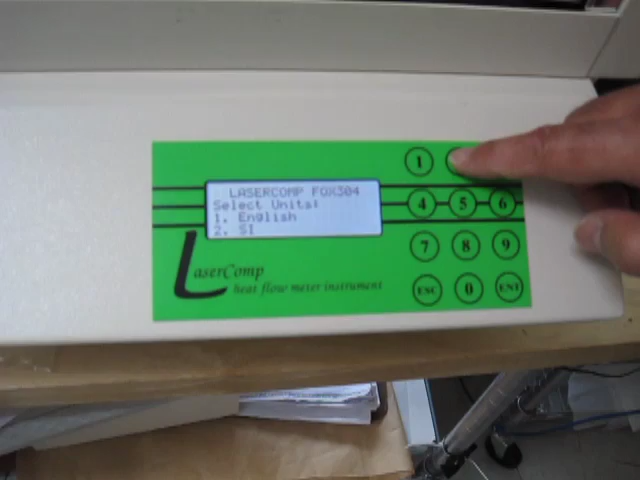 LASERCOMP FOX304
Select Units:
1. English
2. SI
LaserComp
heat flow meter instrument
1
4 5 6
7 8 9
ESC 0 ENT